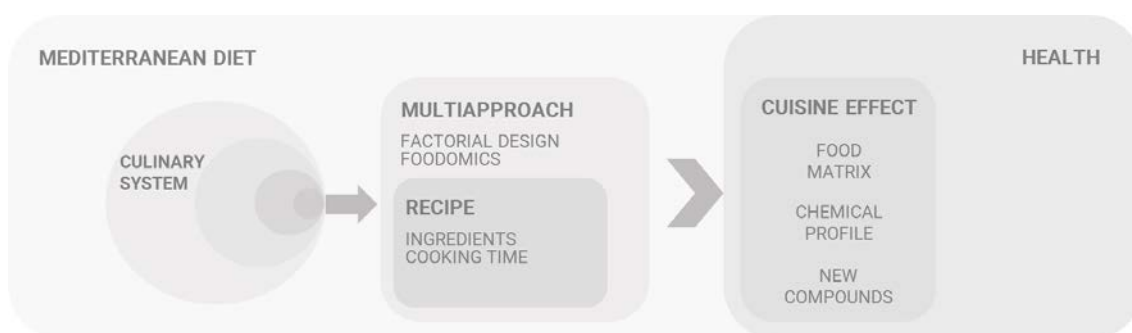 MEDITERRANEAN DIET
CULINARY
SYSTEM
MULTIAPPROACH
FACTORIAL DESIGN
FOODOMICS
RECIPE
INGREDIENTS
COOKING TIME
HEALTH
CUISINE EFFECT
FOOD
MATRIX
CHEMICAL
PROFILE
NEW
COMPOUNDS